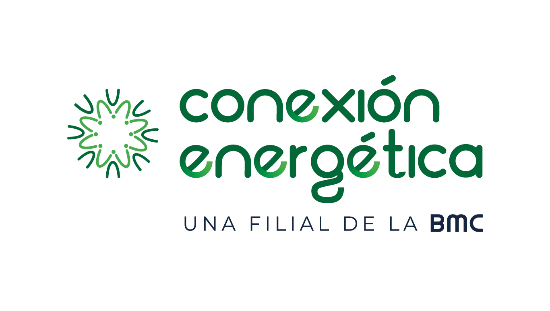 conexión
energética
UNA FILIAL DE LA BMC